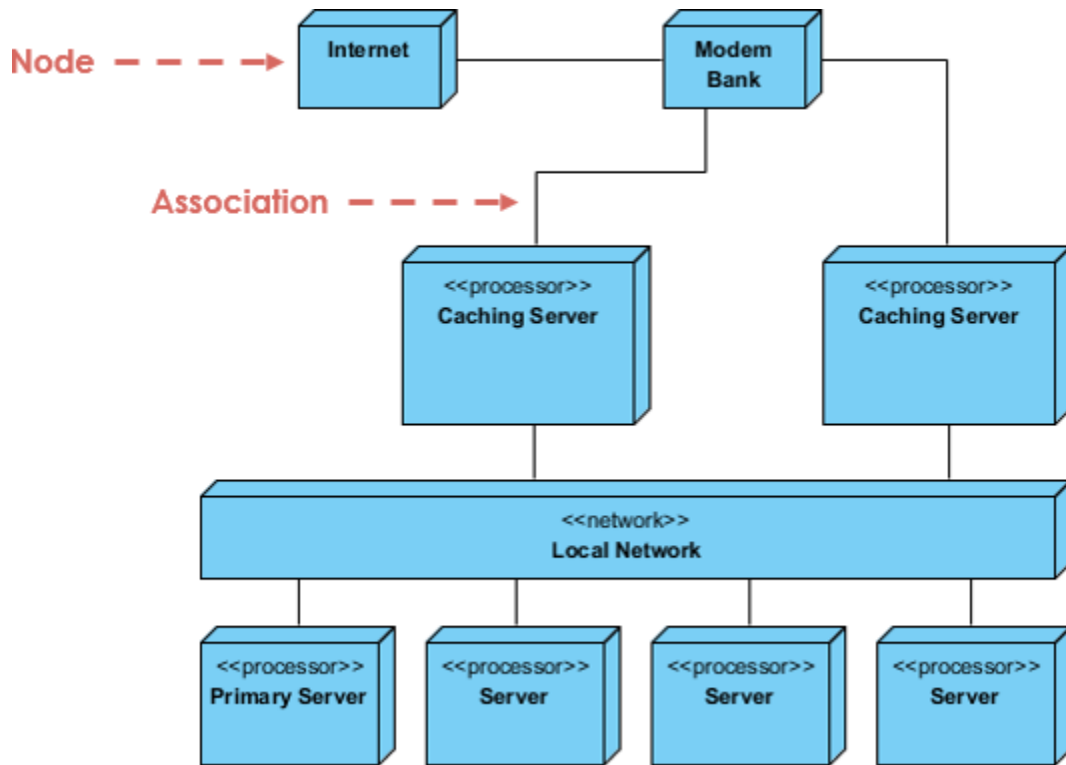 Node
Internet
Modem
Bank
Association
<<processor>>
Caching Server
<<processor>>
Caching Server
<<network>>
Local Network
<<processor>>
Primary Server
<<processor>>
Server
<<processor>>
Server
<<processor>>
Server